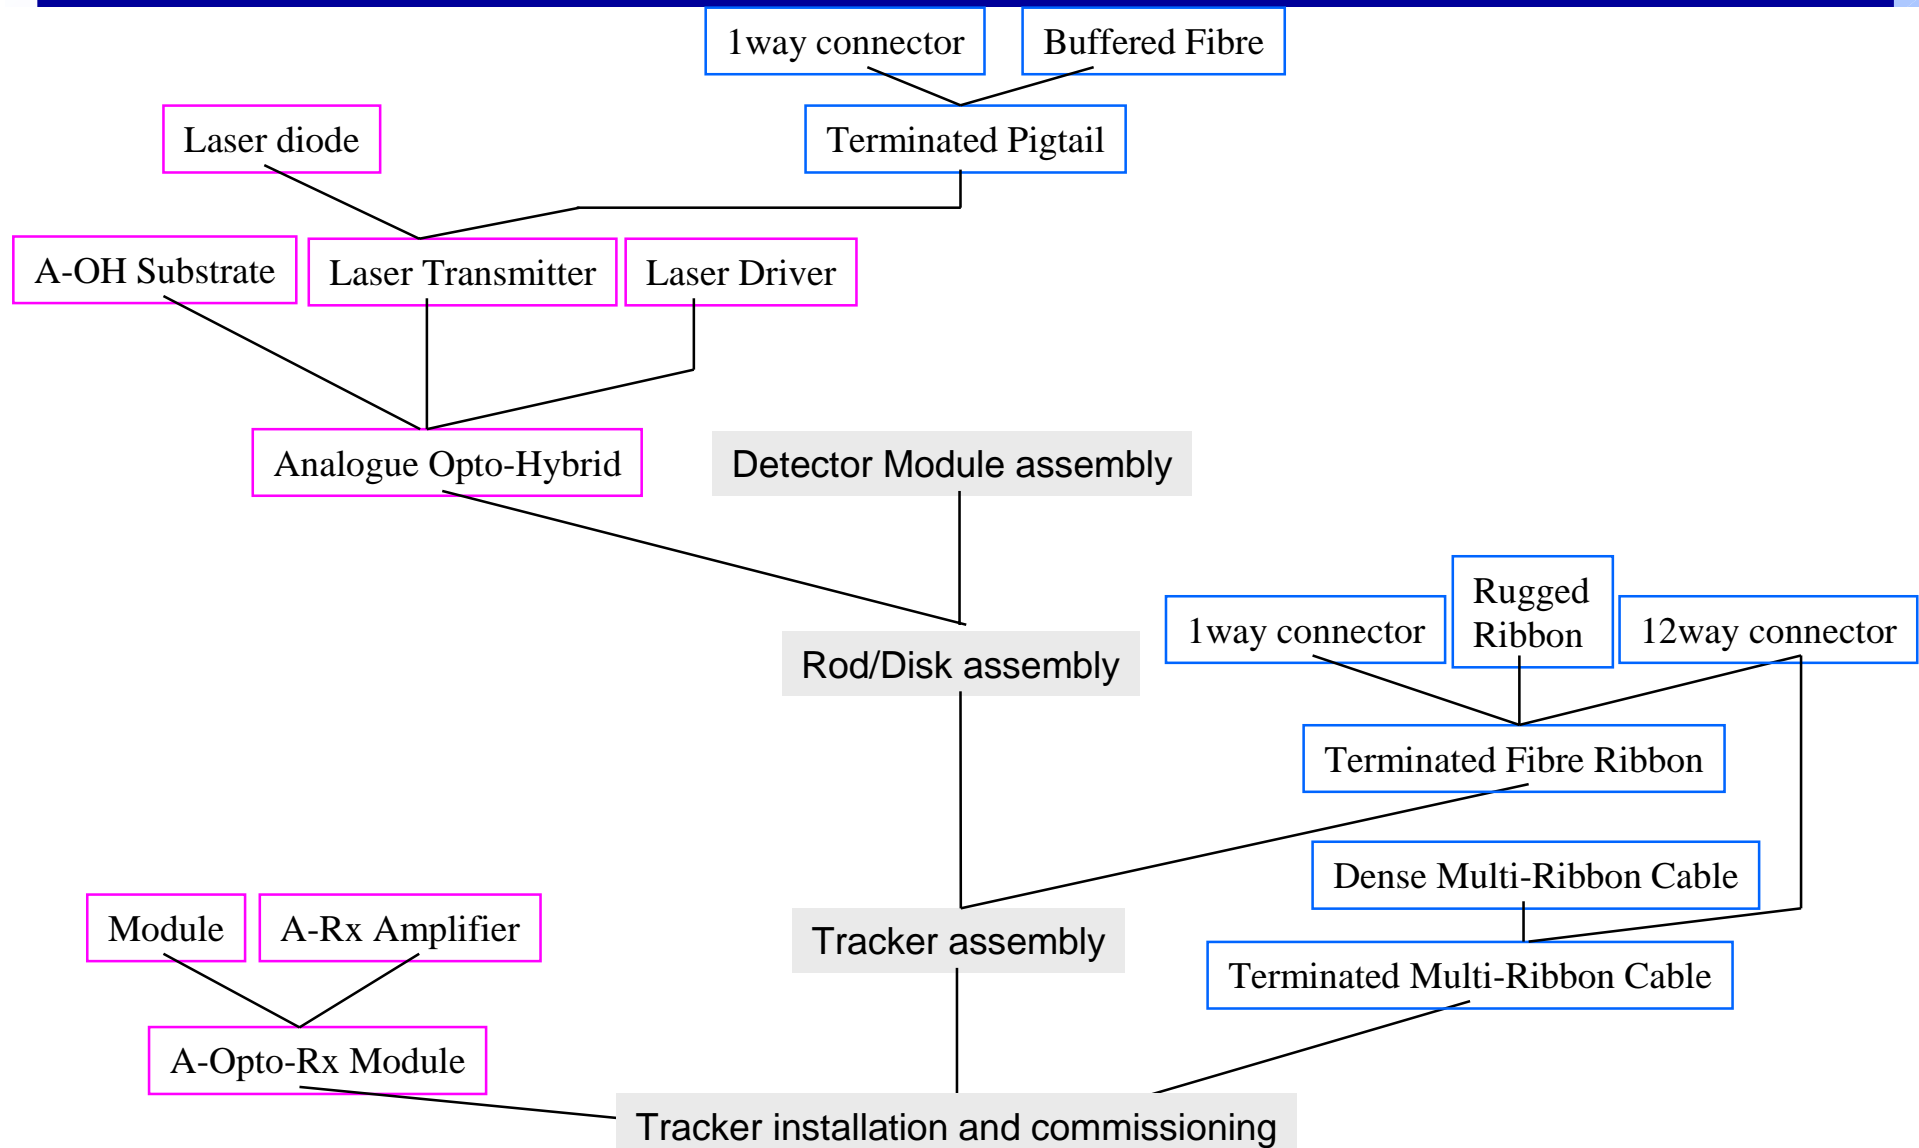 1way connector
Buffered Fibre
Laser diode
Terminated Pigtail
A-OH Substrate
Laser Transmitter
Laser Driver
Analogue Opto-Hybrid
Detector Module assembly
Rugged
Ribbon
1way connector
12way connector
Rod/Disk assembly
Terminated Fibre Ribbon
Dense Multi-Ribbon Cable
Module
A-Rx Amplifier
Tracker assembly
Terminated Multi-Ribbon Cable
A-Opto-Rx Module
Tracker installation and commissioning